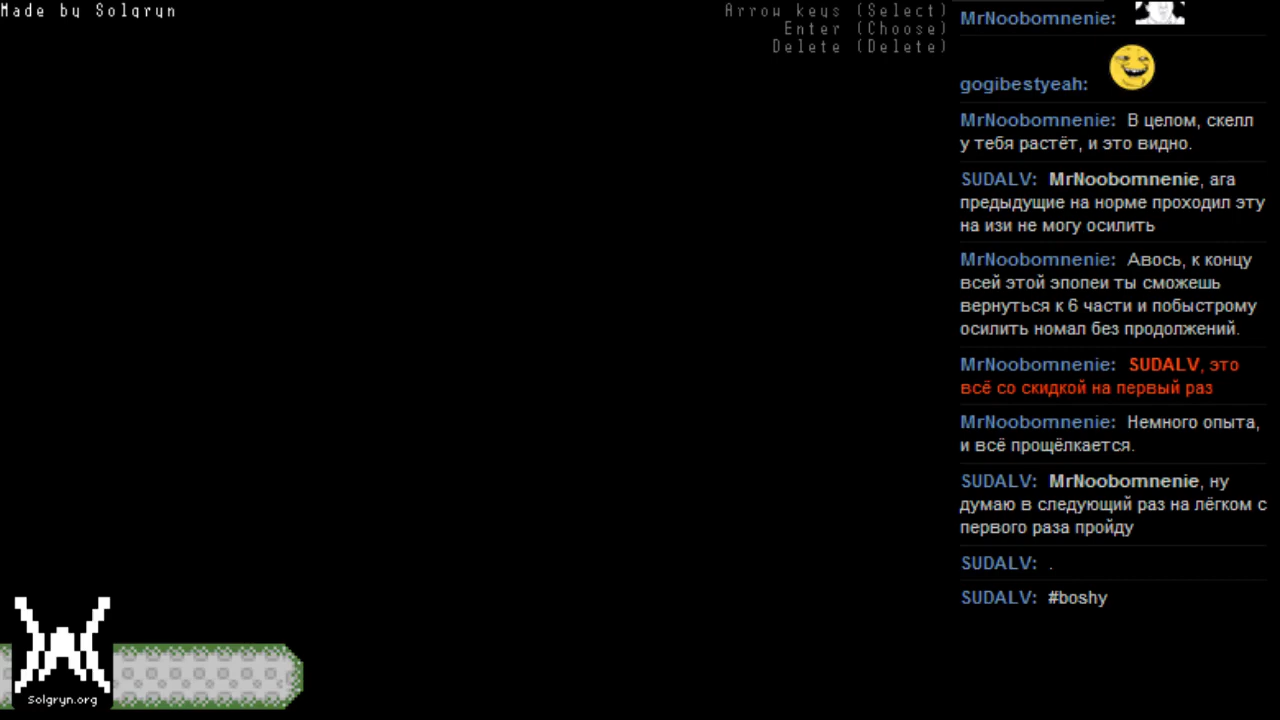 Made by Solgryn
Arrow keys (Select)
Enter (Choose)
Delete (Delete)
MrNoobomnenie:
gogibestyeah:
MrNoobomnenie: В целом, скелл
у тебя растёт, и это видно.
SUDALV: MrNoobomnenie, ага
предыдущие на норме проходил эту
на изи не могу осилить
MrNoobomnenie: Авось, к концу
всей этой эпопеи ты сможешь
вернуться к 6 части и побыстрому
осилить номал без продолжений.
MrNoobomnenie: SUDALV, это
всё со скидкой на первый раз
MrNoobomnenie: Немного опыта,
и всё прощёлкается.
SUDALV: MrNoobomnenie, ну
думаю в следующий раз на лёгком с
первого раза пройду
SUDALV: .
SUDALV: #boshy
Solgryn.org